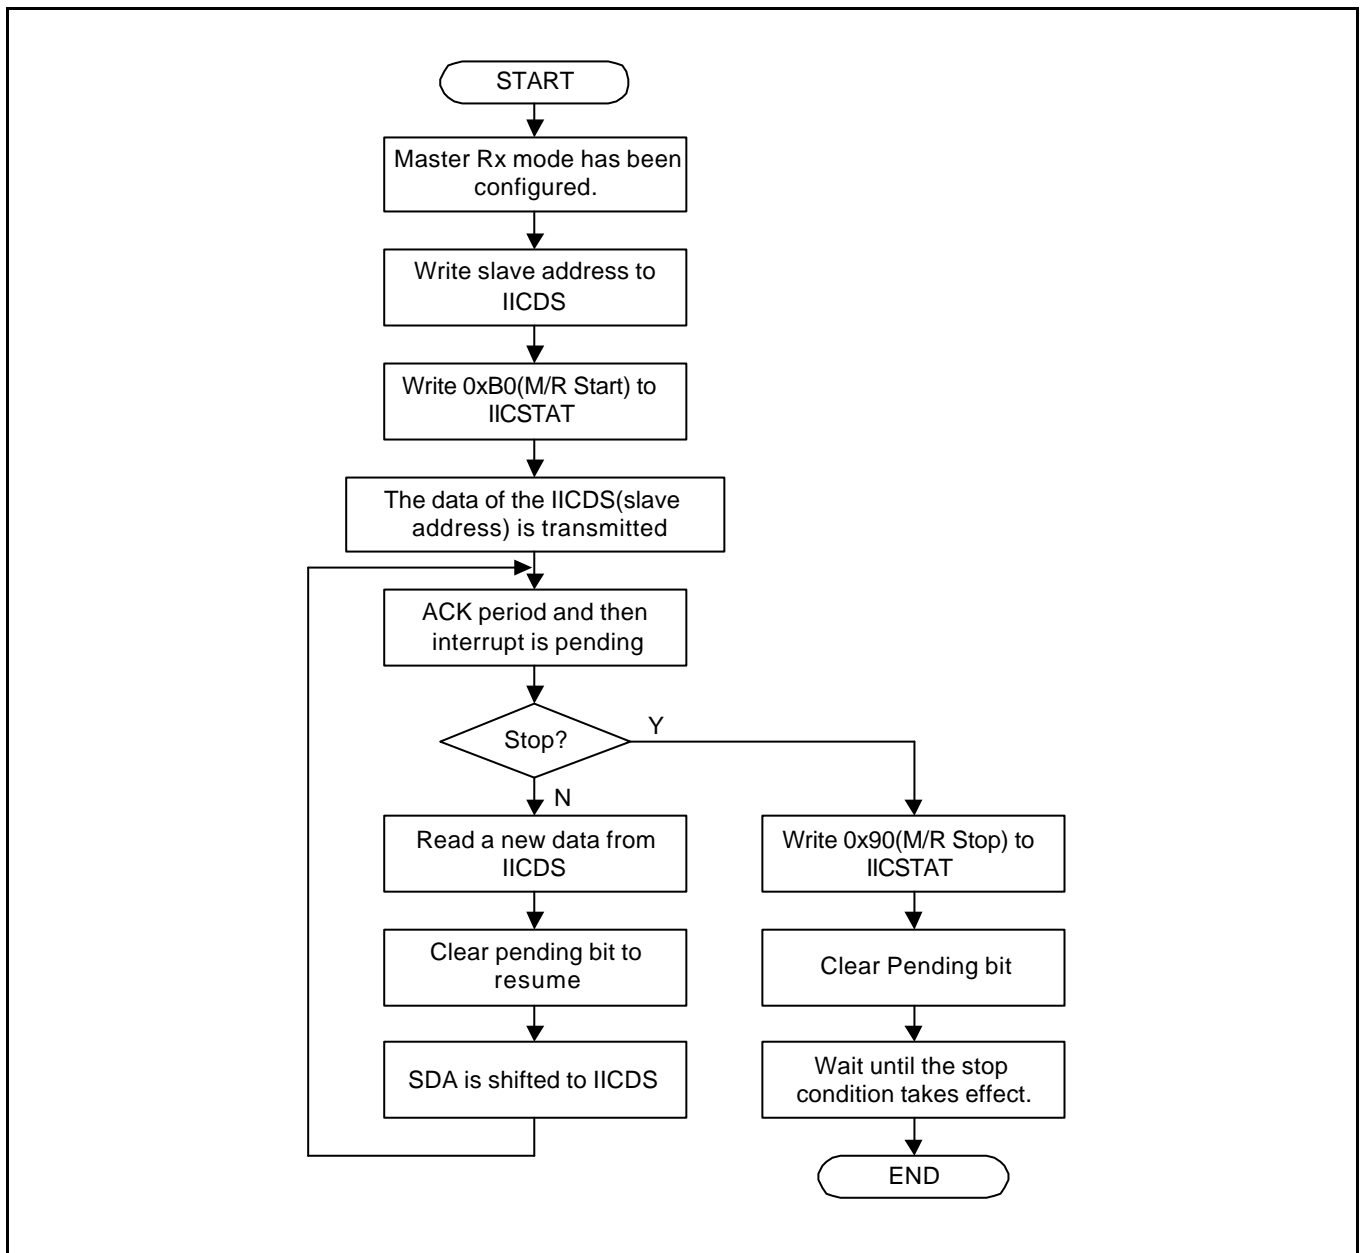 START
Master Rx mode has been
configured.
Write slave address to
IICDS
Write 0xB0(M/R Start) to
IICSTAT
The data of the IICDS(slave
address) is transmitted
ACK period and then
interrupt is pending
Stop?
Y
N
Read a new data from
IICDS
Clear pending bit to
resume
SDA is shifted to IICDS
Write 0x90(M/R Stop) to
IICSTAT
Clear Pending bit
Wait until the stop
condition takes effect.
END